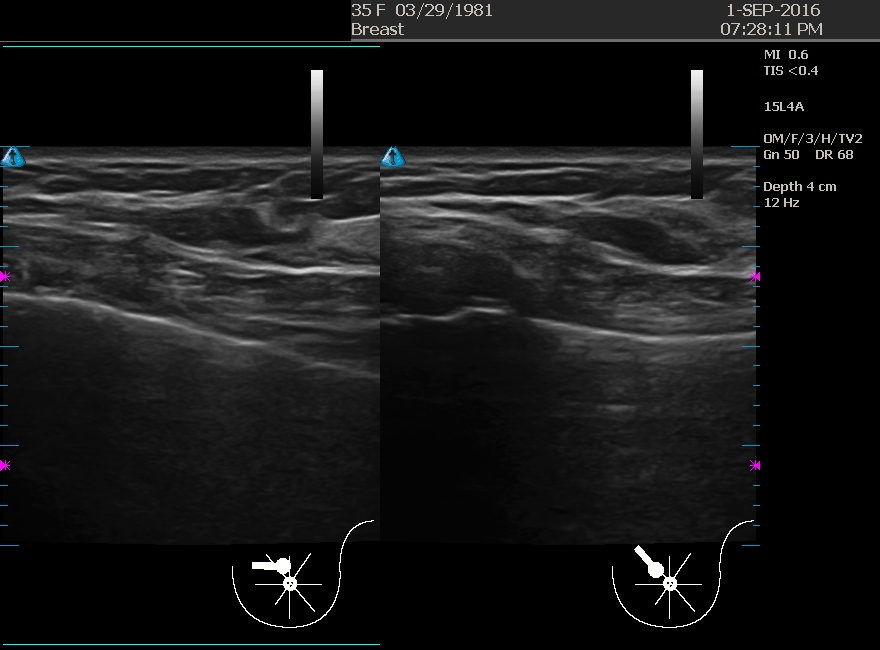 35 F 03/29/1981
1-SEP-2016
Breast
07:28:11 PM
MI 0.6
TIS <0.4
15L4A
OM/F/3/H/TV2
Gn 50 DR 68
Depth 4 cm
12 Hz